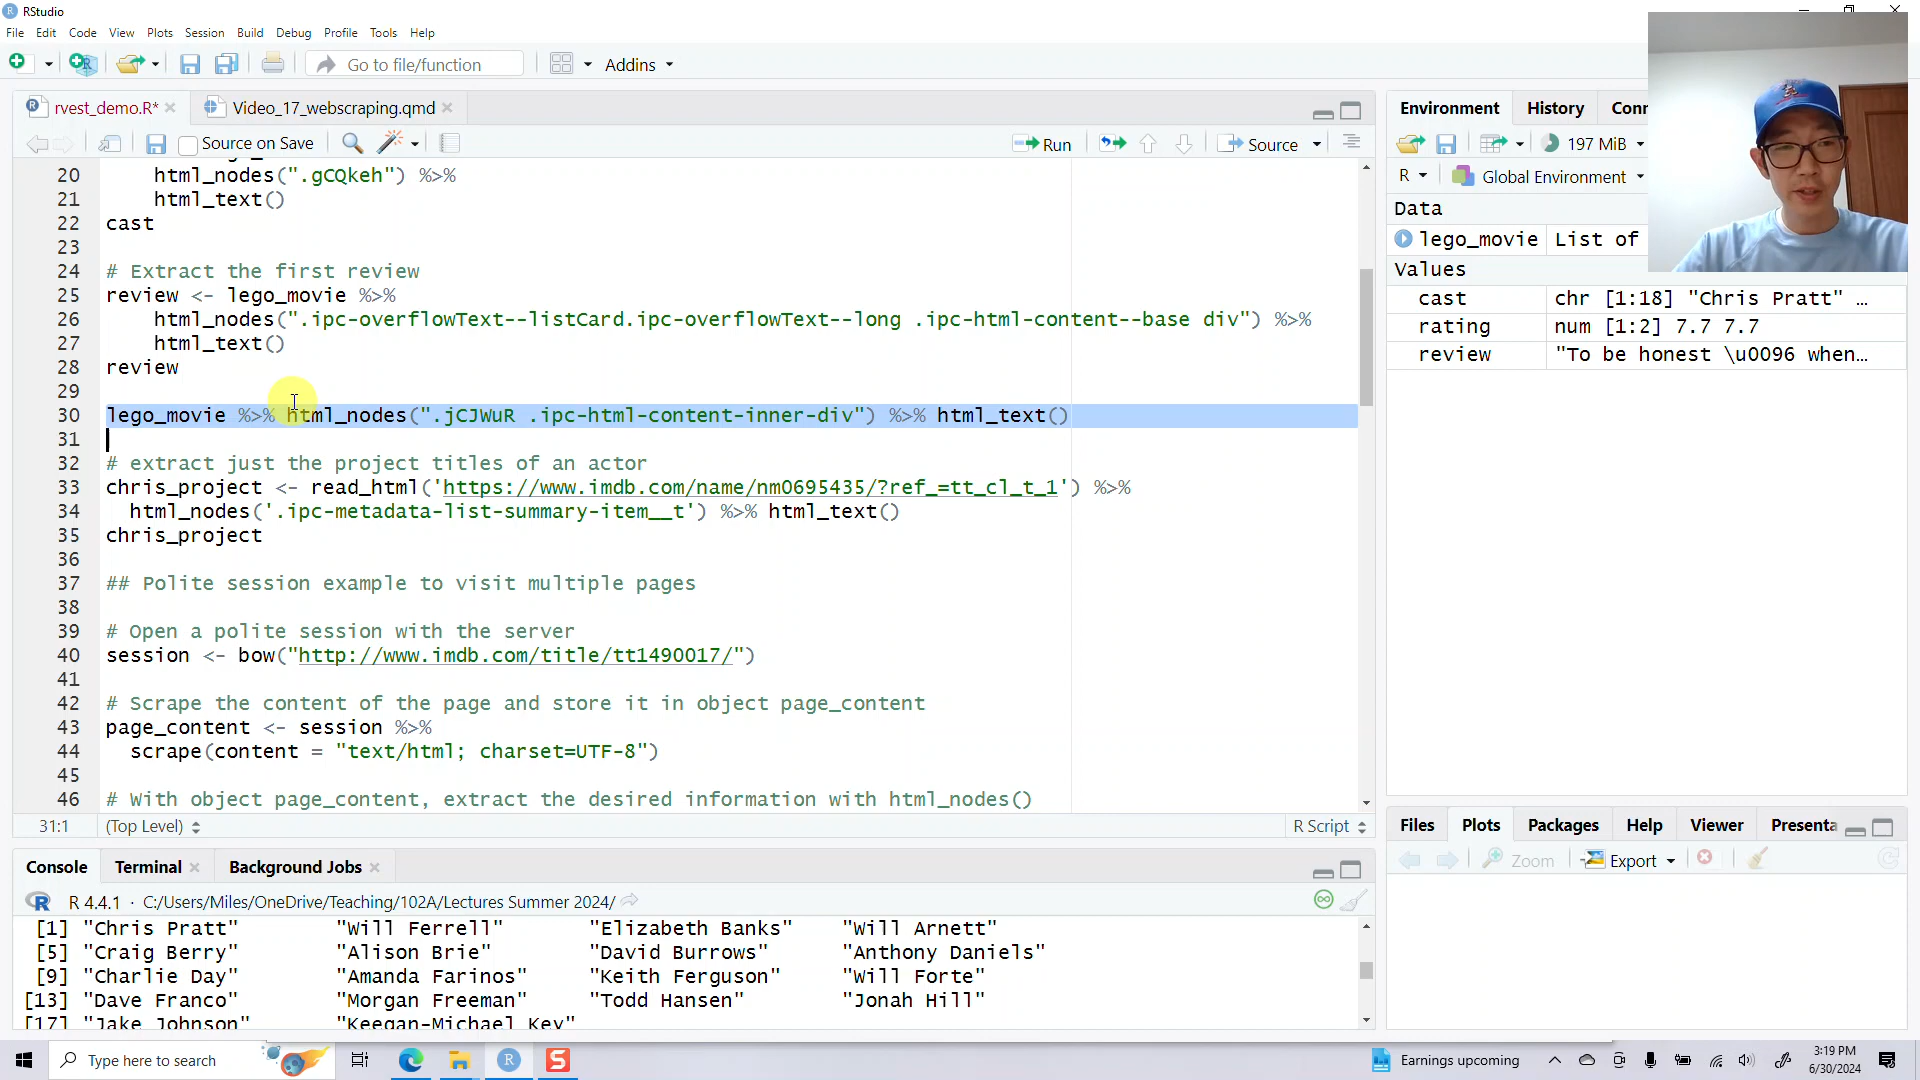 RStudio
File Edit Code View Plots Session Build Debug Profile Tools Help
Go to file/function Addins
rvest_demo.R* Video_17_webscraping.qmd
Source on Save Run Source
20 html_nodes(".gCQkeh") %>%
21 html_text()
22 cast
23
24 # Extract the first review
25 review <- lego_movie %>%
26 html_nodes(".ipc-overflowText--listCard.ipc-overflowText--long .ipc-html-content--base div") %>%
27 html_text()
28 review
29
30 lego_movie %>% html_nodes(".jCJWuR .ipc-html-content-inner-div") %>% html_text()
31
32 # extract just the project titles of an actor
33 chris_project <- read_html('https://www.imdb.com/name/nm0695435/?ref_=tt_cl_t_1') %>%
34 html_nodes('.ipc-metadata-list-summary-item__t') %>% html_text()
35 chris_project
36
37 ## Polite session example to visit multiple pages
38
39 # Open a polite session with the server
40 session <- bow("http://www.imdb.com/title/tt1490017/")
41
42 # Scrape the content of the page and store it in object page_content
43 page_content <- session %>%
44 scrape(content = "text/html; charset=UTF-8")
45
46 # With object page_content, extract the desired information with html_nodes()
31:1 (Top Level) R Script
Console Terminal Background Jobs
R 4.4.1 · C:/Users/Miles/OneDrive/Teaching/102A/Lectures Summer 2024/
[1] "Chris Pratt" "Will Ferrell" "Elizabeth Banks" "Will Arnett"
[5] "Craig Berry" "Alison Brie" "David Burrows" "Anthony Daniels"
[9] "Charlie Day" "Amanda Farinos" "Keith Ferguson" "Will Forte"
[13] "Dave Franco" "Morgan Freeman" "Todd Hansen" "Jonah Hill"
[17] "Jake Johnson" "Keegan-Michael Key"
Environment History Conn
197 MiB
R Global Environment
Data
lego_movie List of
Values
cast chr [1:18] "Chris Pratt" …
rating num [1:2] 7.7 7.7
review "To be honest \u0096 when…
Files Plots Packages Help Viewer Presenta
Zoom Export
Type here to search
Earnings upcoming
3:19 PM
6/30/2024